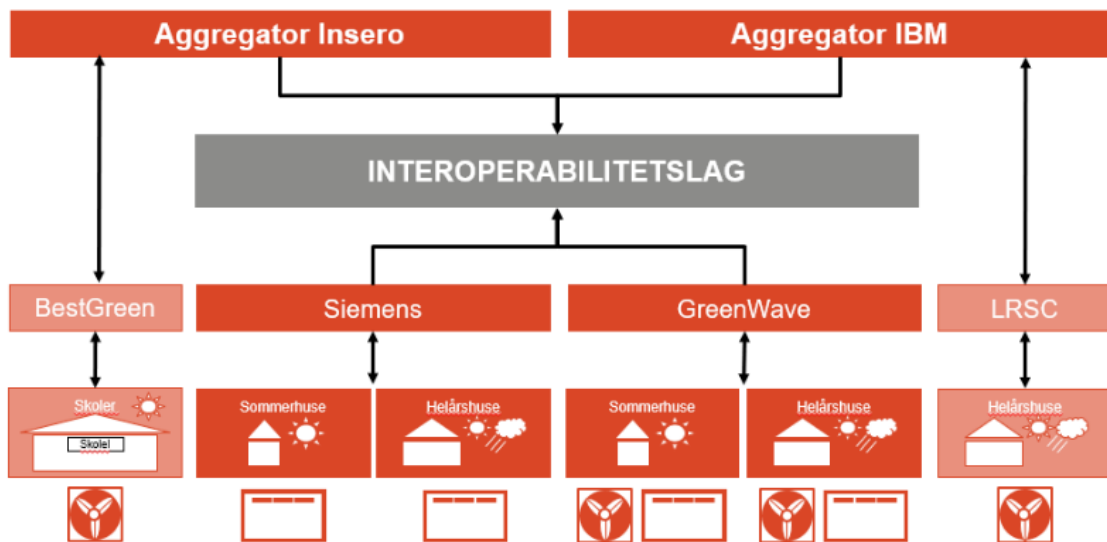 Aggregator Insero
Aggregator IBM
INTEROPERABILITETSLAG
BestGreen
Siemens
GreenWave
LRSC
Skoler
Skolel
Sommerhuse
Helårshuse
Sommerhuse
Helårshuse
Helårshuse